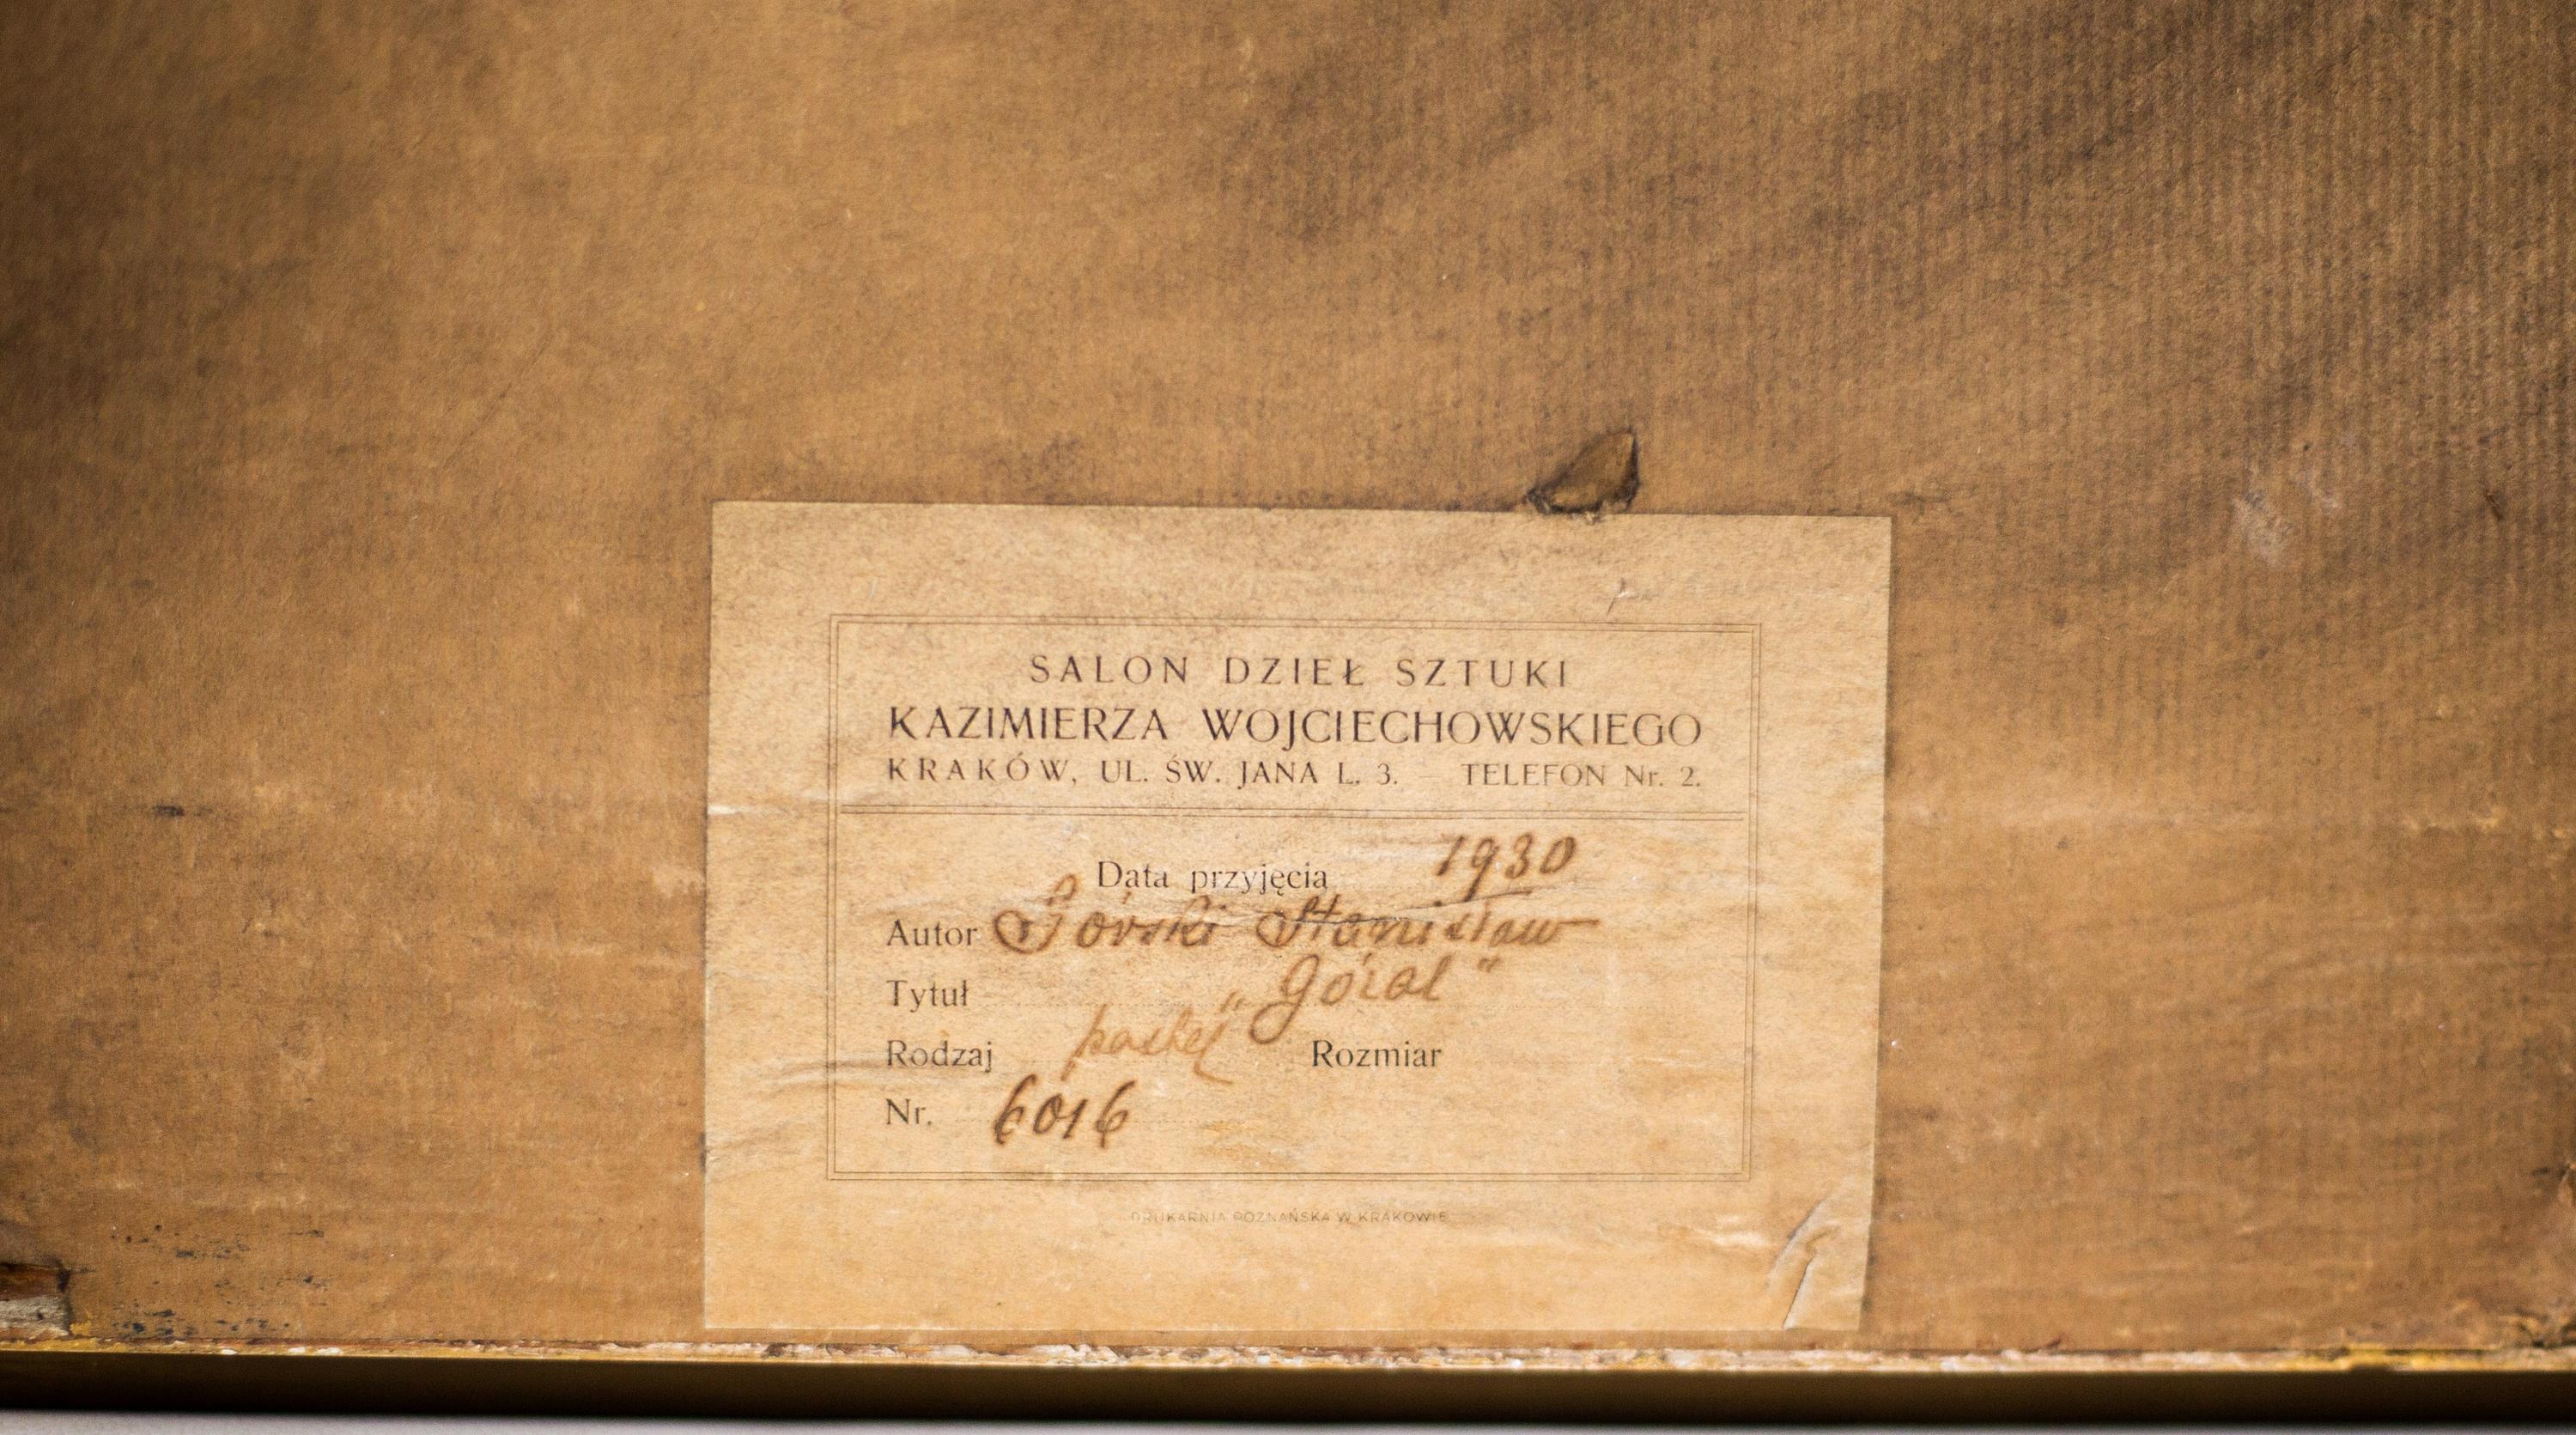 SALON DZIEŁ SZTUKI
KAZIMIERZA WOJCIECHOWSKIEGO
KRAKÓW, UL. ŚW. JANA L. 3. TELEFON Nr. 2.
Data przyjęcia 1930
Autor Górski Stanisław
Tytuł "Góral"
Rodzaj pastel Rozmiar
Nr. 6016
DRUKARNIA POZNAŃSKA W KRAKOWIE